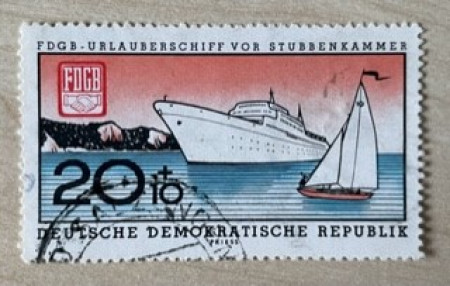 FDGB-URLAUBERSCHIFF VOR STUBBENKAMMER
FDGB
20+10
DEUTSCHE DEMOKRATISCHE REPUBLIK